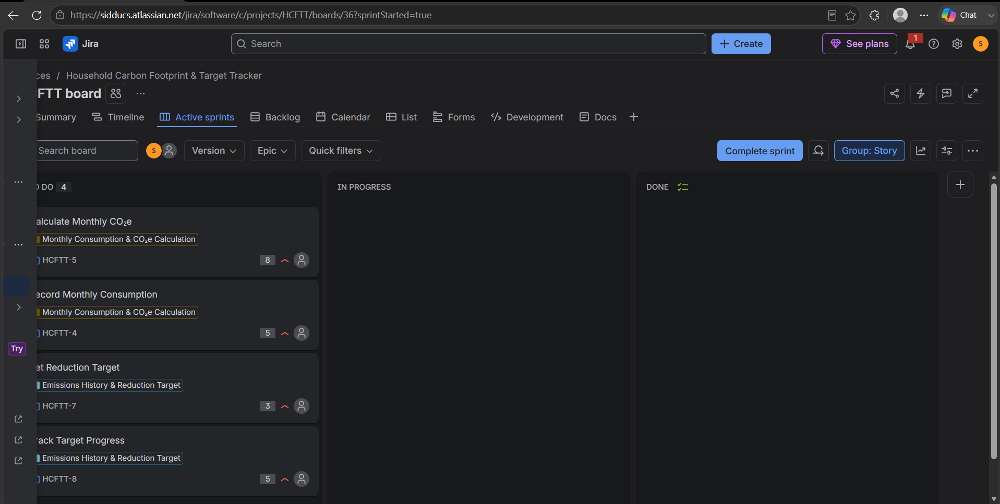 https://sidducs.atlassian.net/jira/software/c/projects/HCFTT/boards/36?sprintStarted=true
Chat
Jira
Search
Create
See plans
1
S
ces / Household Carbon Footprint & Target Tracker
FTT board
Summary
Timeline
Active sprints
Backlog
Calendar
List
Forms
Development
Docs
Search board
S
Version
Epic
Quick filters
Complete sprint
Group: Story
O DO 4
IN PROGRESS
DONE
alculate Monthly CO₂e
Monthly Consumption & CO₂e Calculation
HCFTT-5
8
ecord Monthly Consumption
Monthly Consumption & CO₂e Calculation
HCFTT-4
5
et Reduction Target
Emissions History & Reduction Target
HCFTT-7
3
rack Target Progress
Emissions History & Reduction Target
HCFTT-8
5
Try